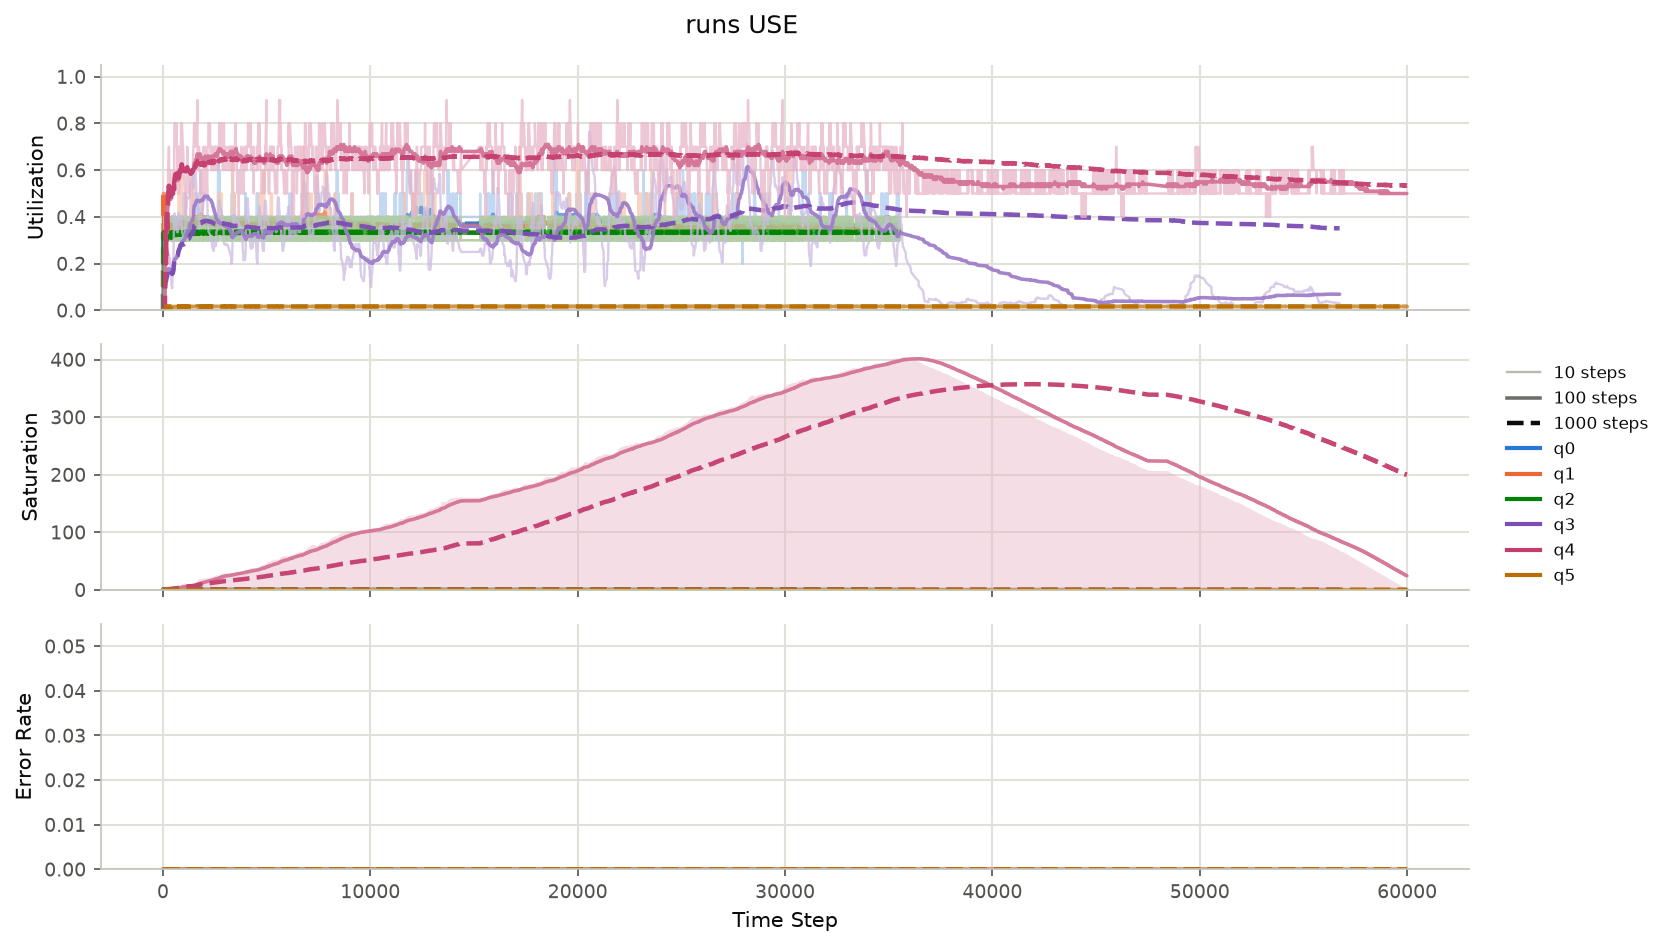 runs USE
1.0
0.8
0.6
0.4
0.2
0.0
Utilization
400
300
200
100
0
Saturation
0.05
0.04
0.03
0.02
0.01
0.00
Error Rate
0 10000 20000 30000 40000 50000 60000
Time Step
10 steps
100 steps
1000 steps
q0
q1
q2
q3
q4
q5